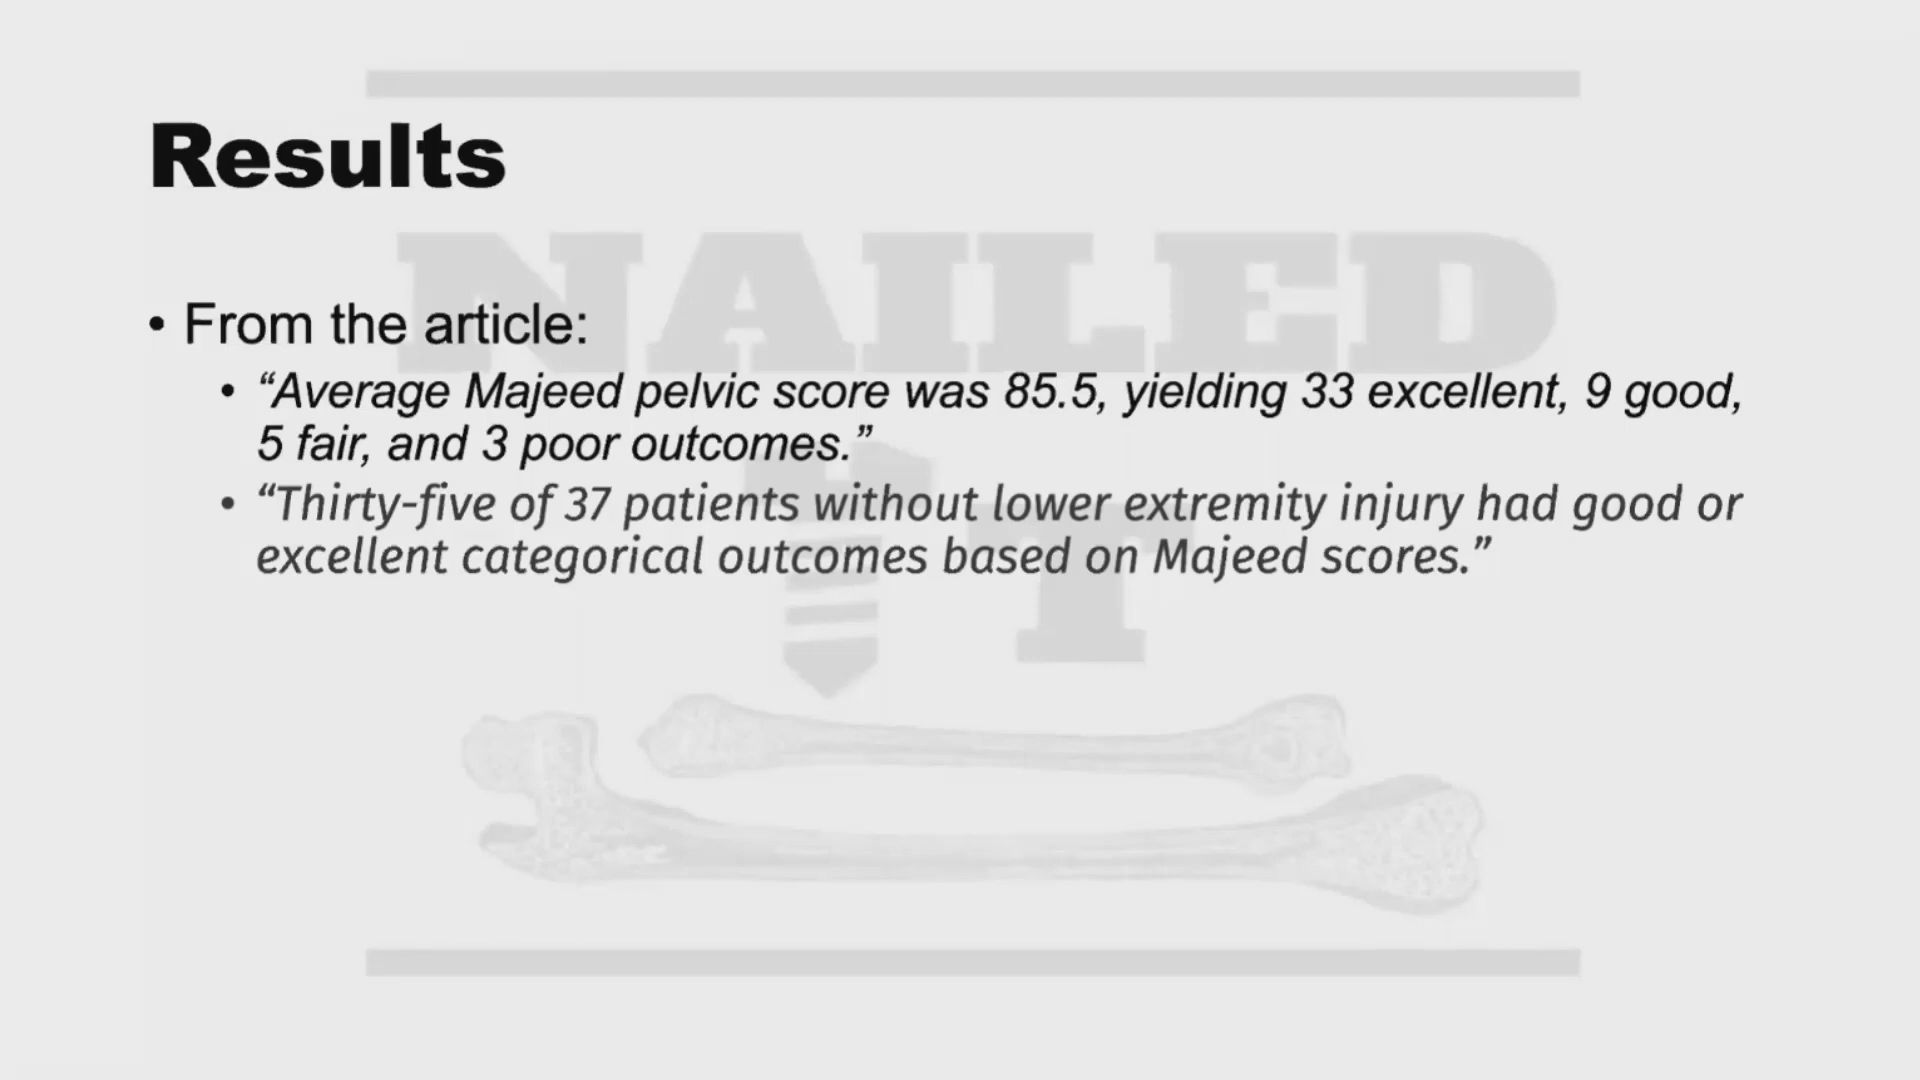 Results
NAILED
IT
• From the article:
• “Average Majeed pelvic score was 85.5, yielding 33 excellent, 9 good,
5 fair, and 3 poor outcomes.”
• “Thirty-five of 37 patients without lower extremity injury had good or
excellent categorical outcomes based on Majeed scores.”